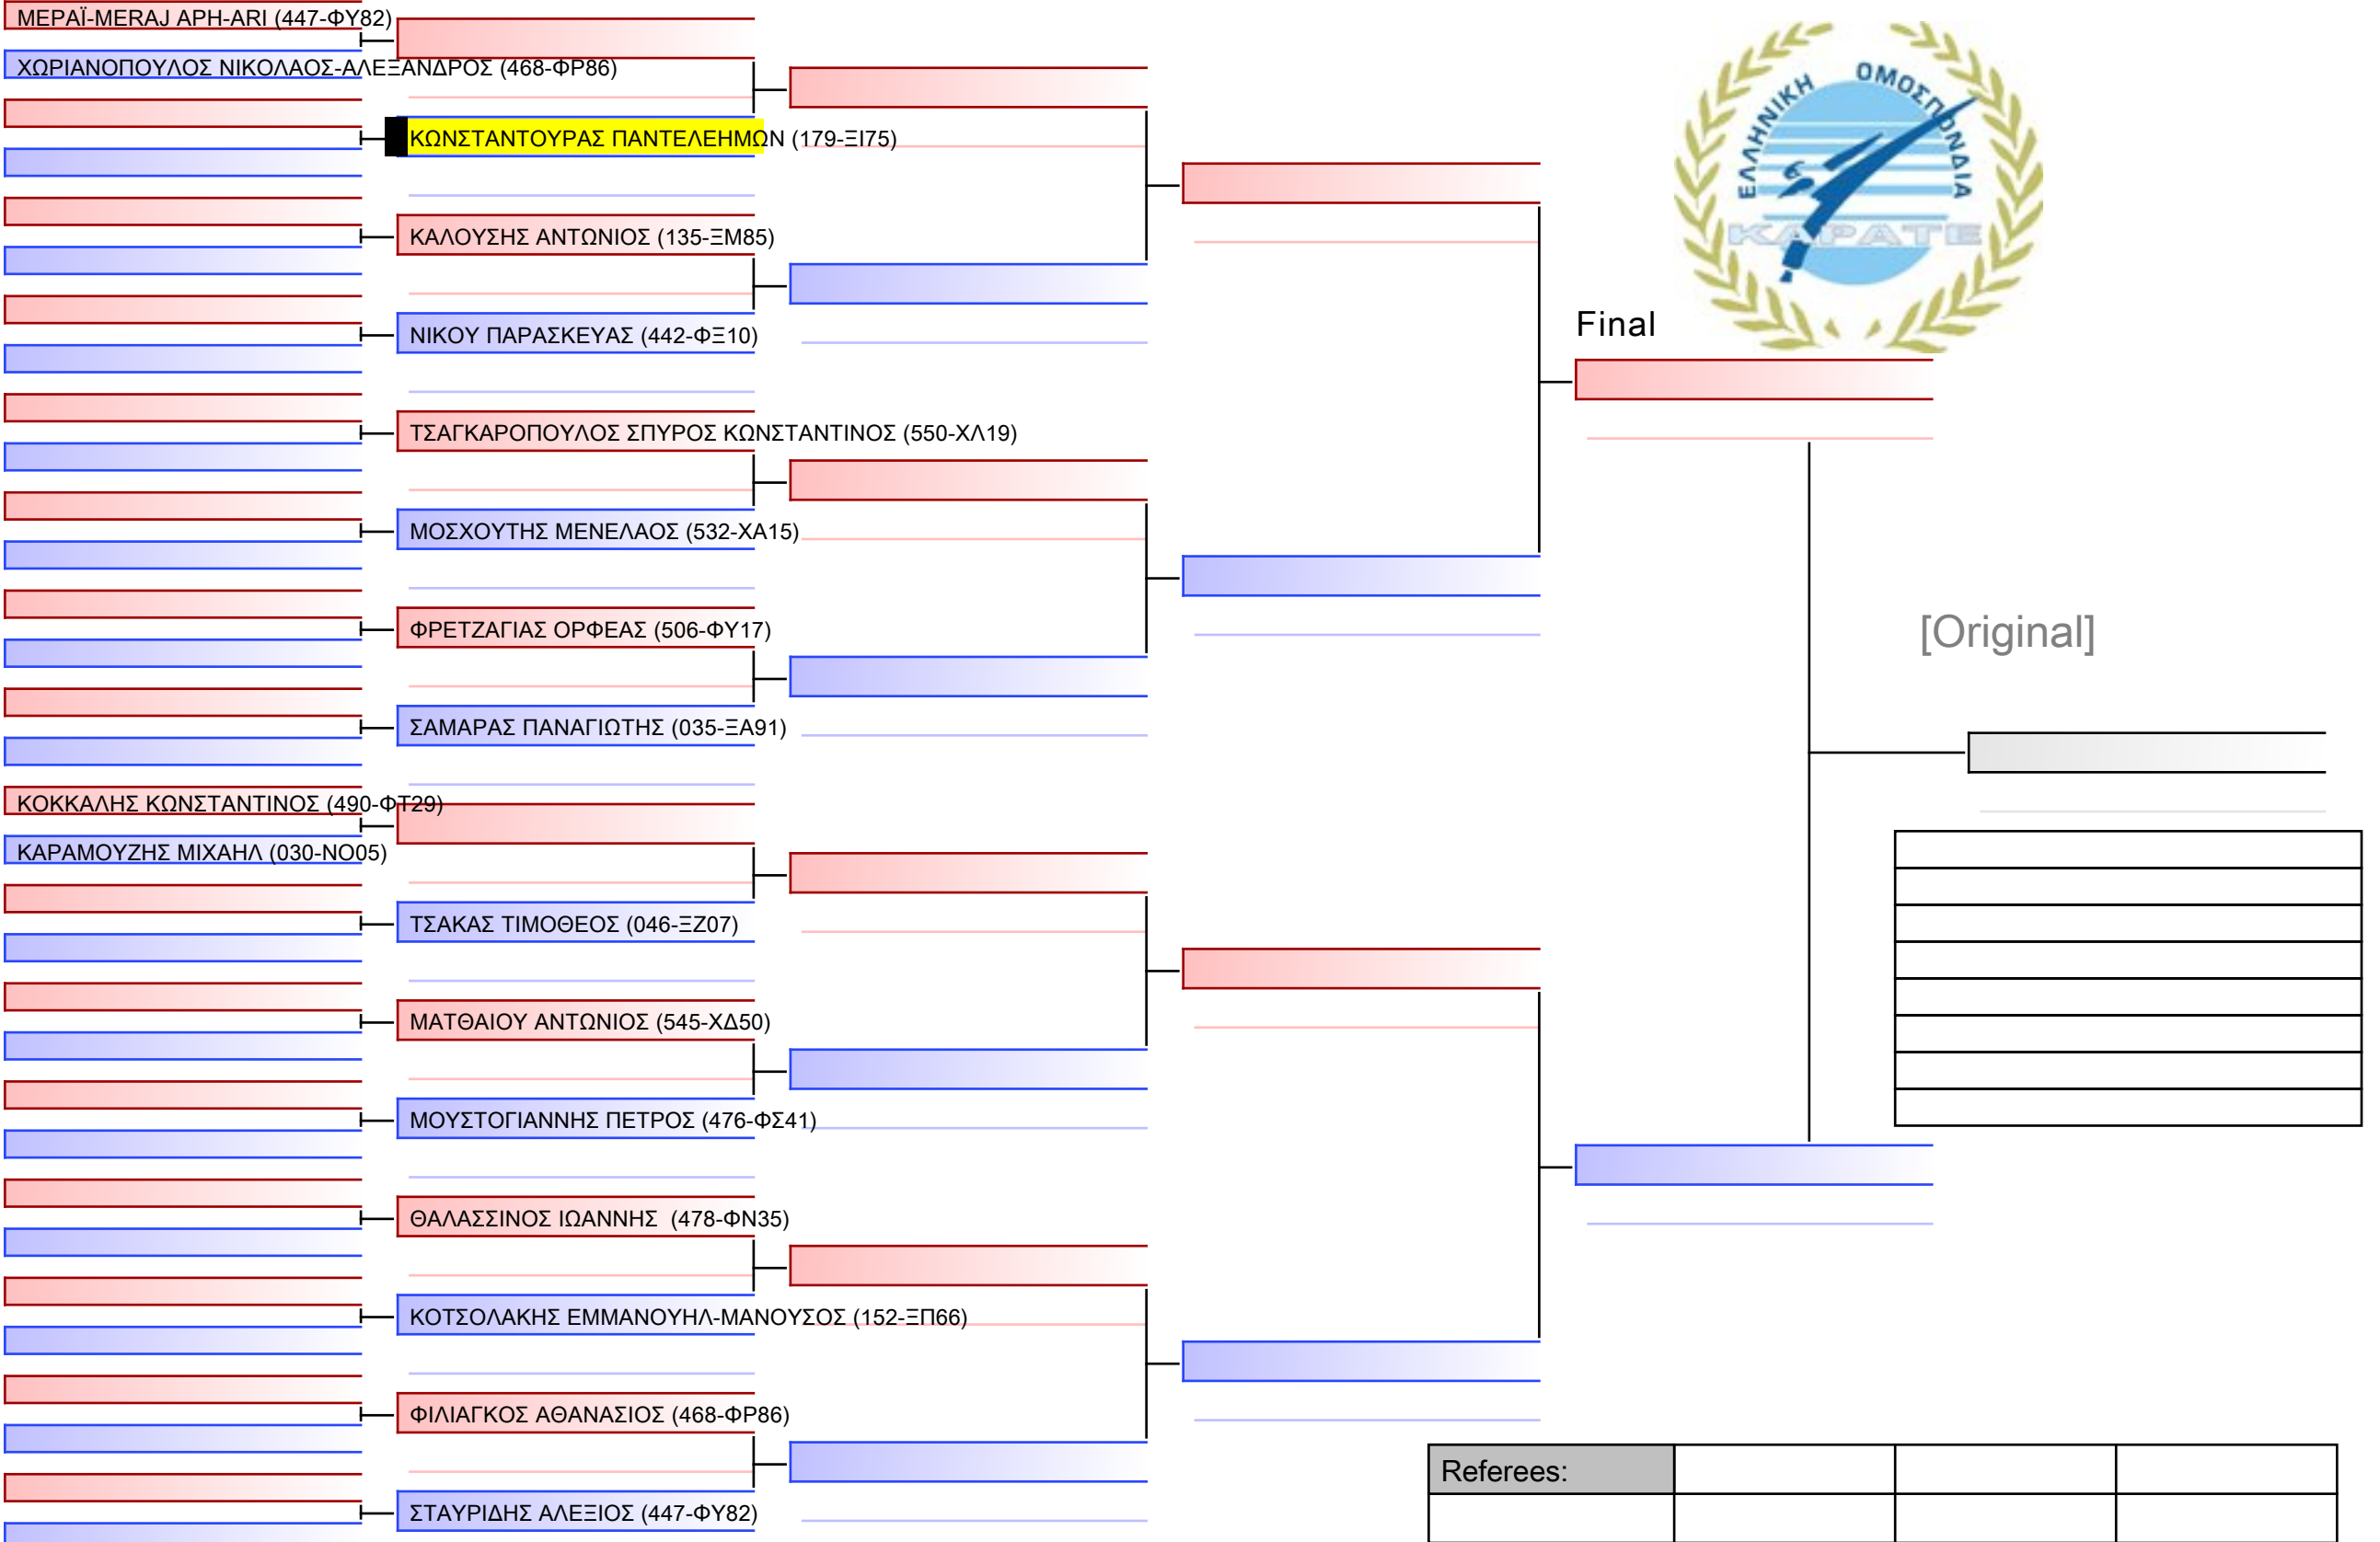 ΜΕΡΑΪ-MERAJ ΑΡΗ-ARI (447-ΦΥ82)
ΧΩΡΙΑΝΟΠΟΥΛΟΣ ΝΙΚΟΛΑΟΣ-ΑΛΕΞΑΝΔΡΟΣ (468-ΦΡ86)
ΚΩΝΣΤΑΝΤΟΥΡΑΣ ΠΑΝΤΕΛΕΗΜΩΝ (179-ΞΙ75)
ΚΑΛΟΥΣΗΣ ΑΝΤΩΝΙΟΣ (135-ΞΜ85)
ΝΙΚΟΥ ΠΑΡΑΣΚΕΥΑΣ (442-ΦΞ10)
ΤΣΑΓΚΑΡΟΠΟΥΛΟΣ ΣΠΥΡΟΣ ΚΩΝΣΤΑΝΤΙΝΟΣ (550-ΧΛ19)
ΜΟΣΧΟΥΤΗΣ ΜΕΝΕΛΑΟΣ (532-ΧΑ15)
ΦΡΕΤΖΑΓΙΑΣ ΟΡΦΕΑΣ (506-ΦΥ17)
ΣΑΜΑΡΑΣ ΠΑΝΑΓΙΩΤΗΣ (035-ΞΑ91)
ΚΟΚΚΑΛΗΣ ΚΩΝΣΤΑΝΤΙΝΟΣ (490-ΦΤ29)
ΚΑΡΑΜΟΥΖΗΣ ΜΙΧΑΗΛ (030-ΝΟ05)
ΤΣΑΚΑΣ ΤΙΜΟΘΕΟΣ (046-ΞΖ07)
ΜΑΤΘΑΙΟΥ ΑΝΤΩΝΙΟΣ (545-ΧΔ50)
ΜΟΥΣΤΟΓΙΑΝΝΗΣ ΠΕΤΡΟΣ (476-ΦΣ41)
ΘΑΛΑΣΣΙΝΟΣ ΙΩΑΝΝΗΣ (478-ΦΝ35)
ΚΟΤΣΟΛΑΚΗΣ ΕΜΜΑΝΟΥΗΛ-ΜΑΝΟΥΣΟΣ (152-ΞΠ66)
ΦΙΛΙΑΓΚΟΣ ΑΘΑΝΑΣΙΟΣ (468-ΦΡ86)
ΣΤΑΥΡΙΔΗΣ ΑΛΕΞΙΟΣ (447-ΦΥ82)
ΕΛΛΗΝΙΚΗ ΟΜΟΣΠΟΝΔΙΑ
ΚΑΡΑΤΕ
Final
[Original]
Referees: